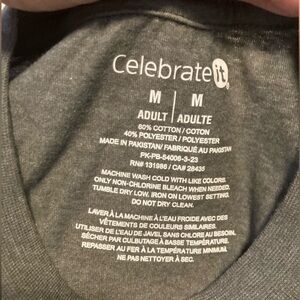 Celebrate it
M | M
ADULT | ADULTE
60% COTTON / COTON
40% POLYESTER / POLYESTER
MADE IN PAKISTAN/ FABRIQUÉ AU PAKISTAN
PK-PB-54006-3-23
RN# 131986 / CA# 28435
MACHINE WASH COLD WITH LIKE COLORS.
ONLY NON-CHLORINE BLEACH WHEN NEEDED.
TUMBLE DRY LOW. IRON ON LOWEST SETTING.
DO NOT DRY CLEAN.
LAVER À LA MACHINE À L'EAU FROIDE AVEC DES
VÊTEMENTS DE COULEURS SIMILAIRES.
UTILISER DE L'EAU DE JAVEL SANS CHLORE AU BESOIN.
SÉCHER PAR CULBUTAGE À BASSE TEMPÉRATURE.
REPASSER AU FER À LA TEMPÉRATURE MINIMUM.
NE PAS NETTOYER À SEC.